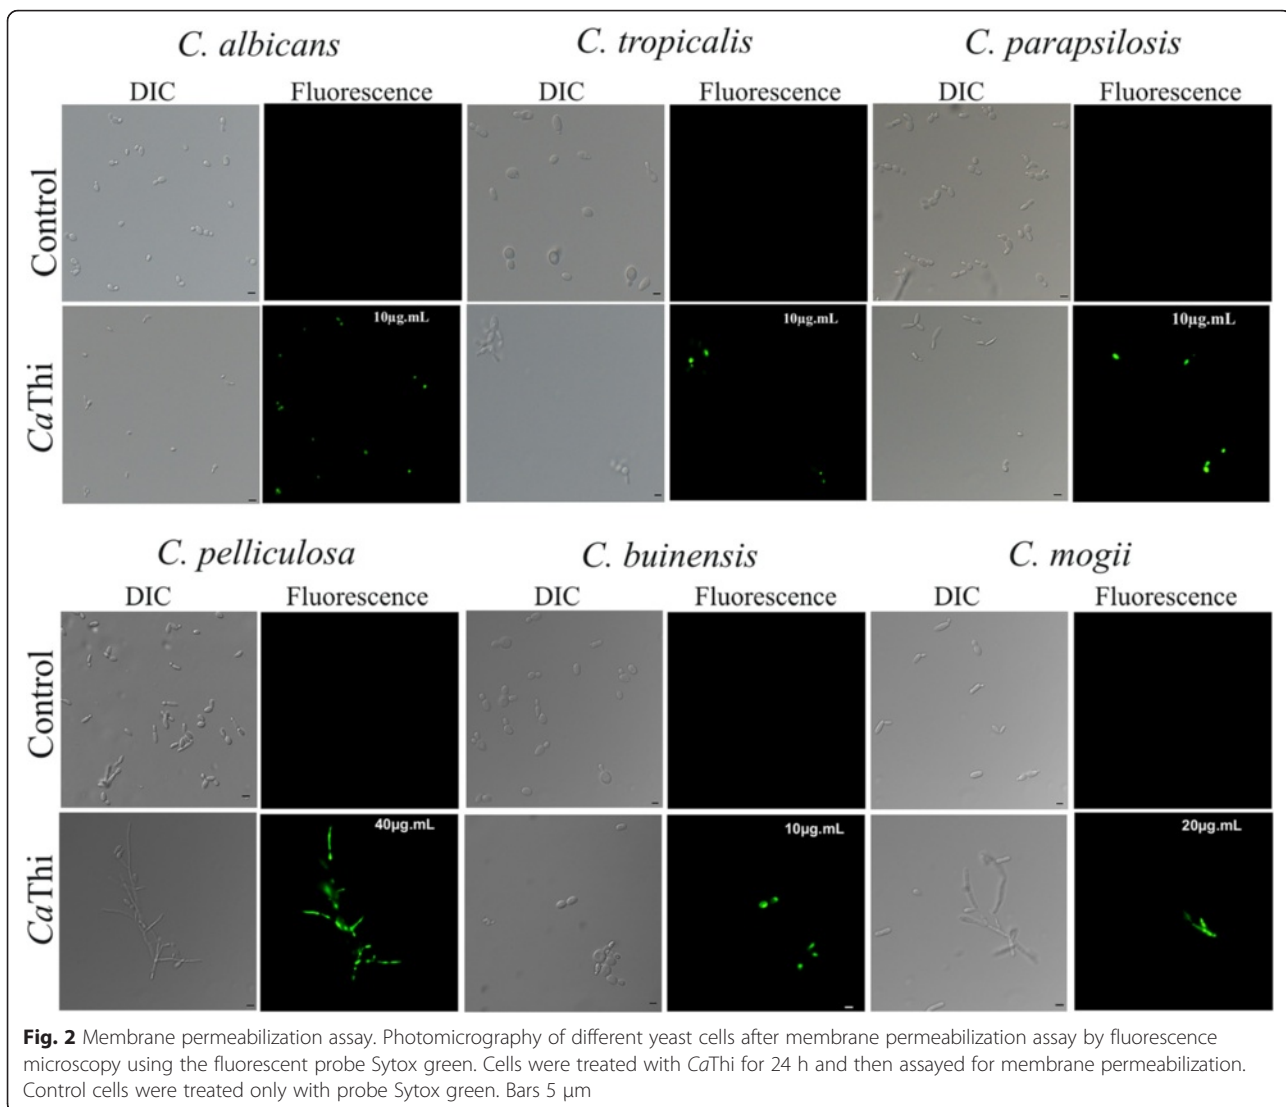 C. albicans C. tropicalis C. parapsilosis
DIC Fluorescence DIC Fluorescence DIC Fluorescence
Control
CaThi 10µg.mL 10µg.mL 10µg.mL
C. pelliculosa C. buinensis C. mogii
DIC Fluorescence DIC Fluorescence DIC Fluorescence
Control
CaThi 40µg.mL 10µg.mL 20µg.mL
Fig. 2 Membrane permeabilization assay. Photomicrography of different yeast cells after membrane permeabilization assay by fluorescence
microscopy using the fluorescent probe Sytox green. Cells were treated with CaThi for 24 h and then assayed for membrane permeabilization.
Control cells were treated only with probe Sytox green. Bars 5 µm